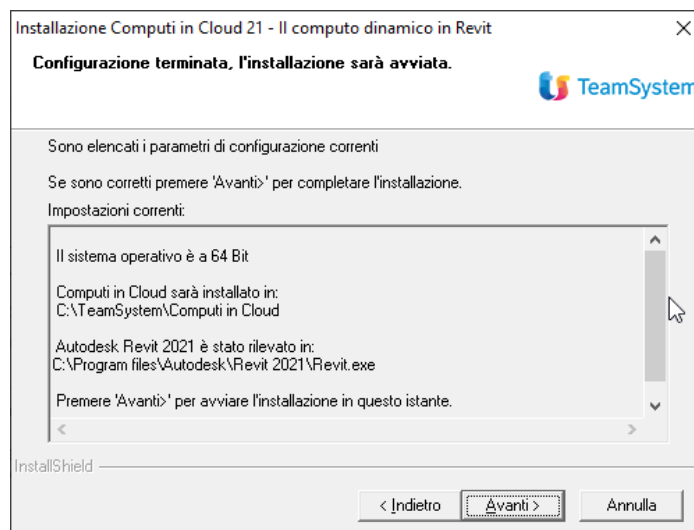 Installazione Computi in Cloud 21 - Il computo dinamico in Revit
Configurazione terminata, l'installazione sarà avviata.
TeamSystem
Sono elencati i parametri di configurazione correnti
Se sono corretti premere 'Avanti>' per completare l'installazione.
Impostazioni correnti:
Il sistema operativo è a 64 Bit
Computi in Cloud sarà installato in:
C:\TeamSystem\Computi in Cloud
Autodesk Revit 2021 è stato rilevato in:
C:\Program files\Autodesk\Revit 2021\Revit.exe
Premere 'Avanti>' per avviare l'installazione in questo istante.
InstallShield
< Indietro
Avanti >
Annulla